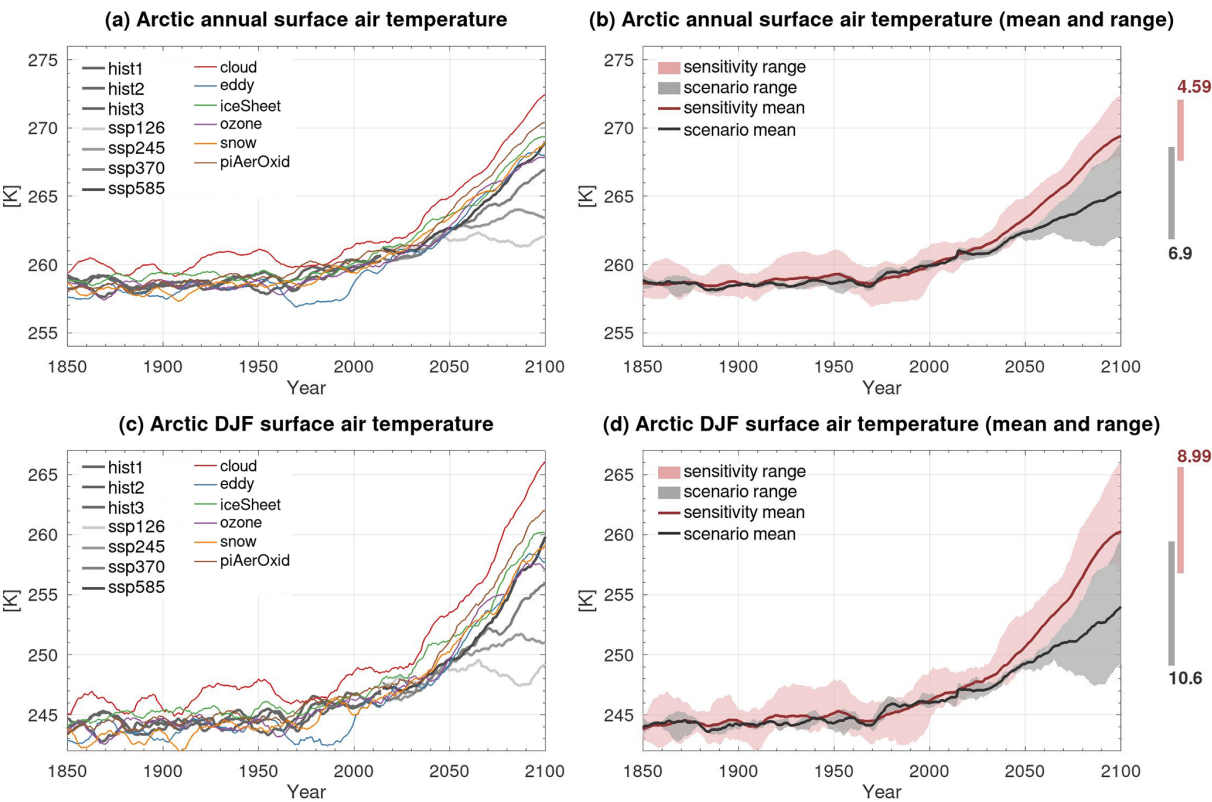 (a) Arctic annual surface air temperature
275
270
265
260
255
[K]
hist1
hist2
hist3
ssp126
ssp245
ssp370
ssp585
cloud
eddy
iceSheet
ozone
snow
piAerOxid
1850 1900 1950 2000 2050 2100
Year
(b) Arctic annual surface air temperature (mean and range)
275
270
265
260
255
[K]
sensitivity range
scenario range
sensitivity mean
scenario mean
1850 1900 1950 2000 2050 2100
Year
4.59
6.9
(c) Arctic DJF surface air temperature
265
260
255
250
245
[K]
hist1
hist2
hist3
ssp126
ssp245
ssp370
ssp585
cloud
eddy
iceSheet
ozone
snow
piAerOxid
1850 1900 1950 2000 2050 2100
Year
(d) Arctic DJF surface air temperature (mean and range)
265
260
255
250
245
[K]
sensitivity range
scenario range
sensitivity mean
scenario mean
1850 1900 1950 2000 2050 2100
Year
8.99
10.6